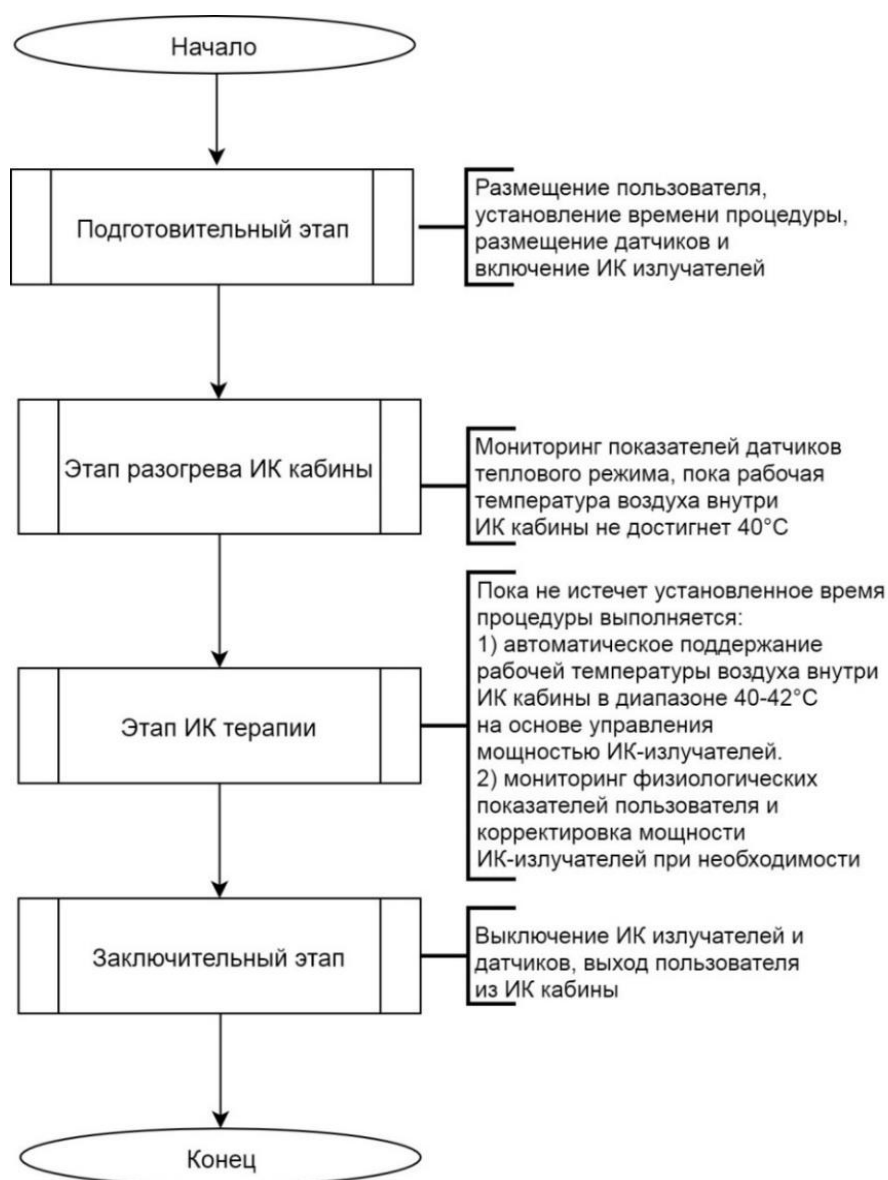 Начало
Подготовительный этап
Размещение пользователя,
установление времени процедуры,
размещение датчиков и
включение ИК излучателей
Этап разогрева ИК кабины
Мониторинг показателей датчиков
теплового режима, пока рабочая
температура воздуха внутри
ИК кабины не достигнет 40°C
Этап ИК терапии
Пока не истечет установленное время
процедуры выполняется:
1) автоматическое поддержание
рабочей температуры воздуха внутри
ИК кабины в диапазоне 40-42°C
на основе управления
мощностью ИК-излучателей.
2) мониторинг физиологических
показателей пользователя и
корректировка мощности
ИК-излучателей при необходимости
Заключительный этап
Выключение ИК излучателей и
датчиков, выход пользователя
из ИК кабины
Конец